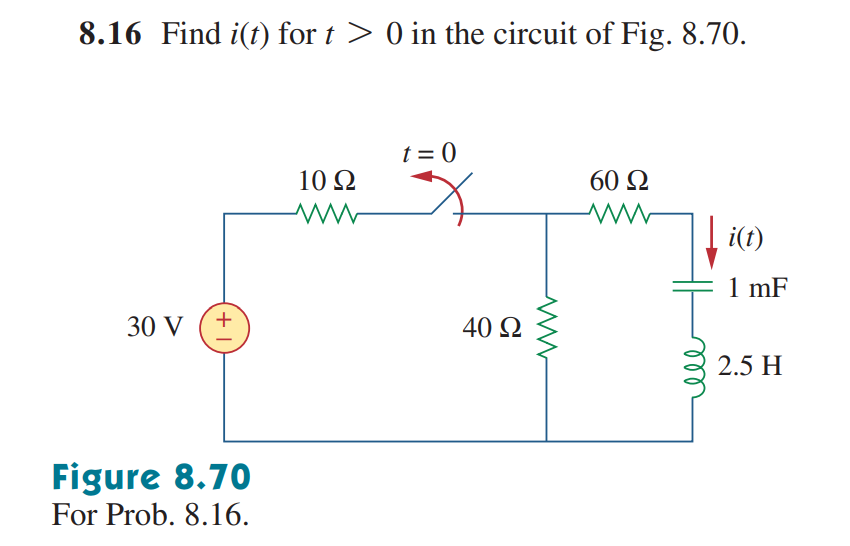 8.16 Find i(t) for t > 0 in the circuit of Fig. 8.70.
t = 0
10 Ω
60 Ω
i(t)
1 mF
30 V
+
40 Ω
2.5 H
Figure 8.70
For Prob. 8.16.